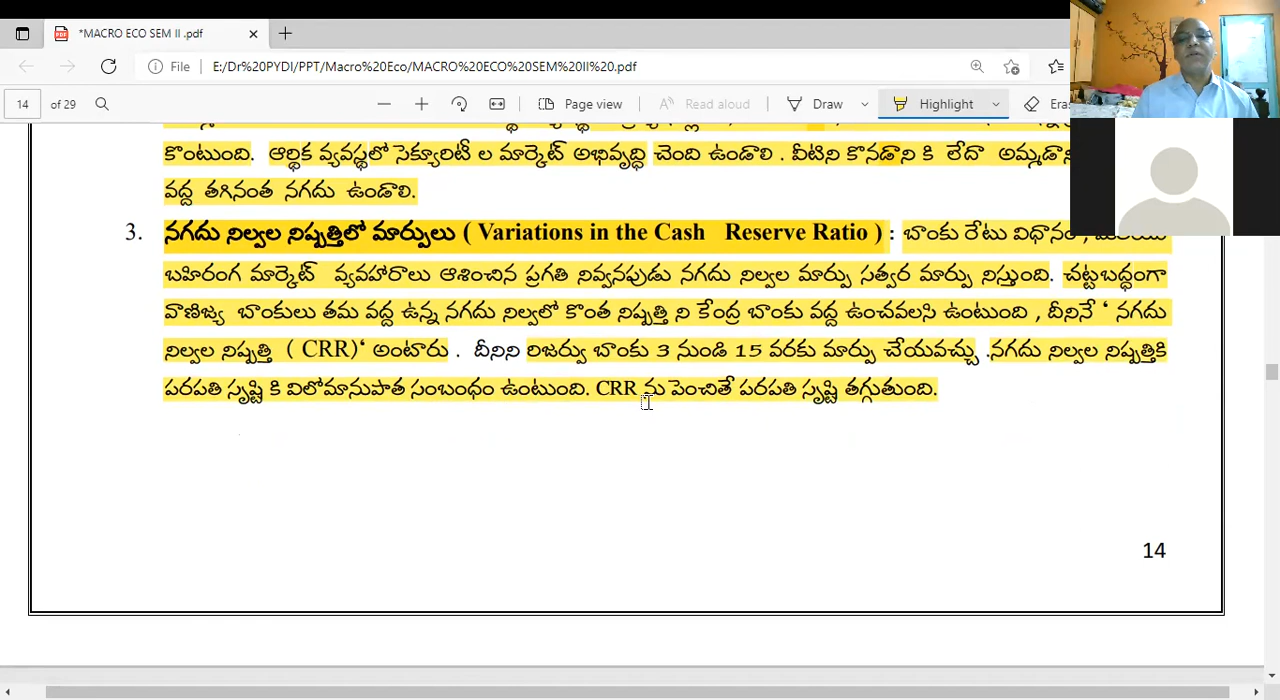 *MACRO ECO SEM II .pdf
File E:/Dr%20PYDI/PPT/Macro%20Eco/MACRO%20ECO%20SEM%20II%20.pdf
14 of 29 Page view Read aloud Draw Highlight
కొంటుంది. ఆర్ధిక వ్యవస్థలో సెక్యూరిటీ ల మార్కెట్ అభివృద్ధి చెంది ఉండాలి . వీటిని కొనడాని కి లేదా
వద్ద తగినంత నగదు ఉండాలి.
3. నగదు నిల్వల నిష్పత్తిలో మార్పులు ( Variations in the Cash Reserve Ratio ) : బాంకు రేటు విధానం ,
బహిరంగ మార్కెట్ వ్యవహారాలు ఆశించిన ప్రగతి నివ్వనపుడు నగదు నిల్వల మార్పు సత్వర మార్పు నిస్తుంది. చట్టబద్ధంగా
వాణిజ్య బాంకులు తమ వద్ద ఉన్న నగదు నిల్వలో కొంత నిష్పత్తి ని కేంద్ర బాంకు వద్ద ఉంచవలసి ఉంటుంది , దీనినే ‘ నగదు
నిల్వల నిష్పత్తి ( CRR)‘ అంటారు . దీనిని రిజర్వు బాంకు 3 నుండి 15 వరకు మార్పు చేయవచ్చు .నగదు నిల్వల నిష్పత్తికి
పరపతి సృష్టి కి విలోమానుపాత సంబంధం ఉంటుంది. CRR ను పెంచితే పరపతి సృష్టి తగ్గుతుంది.
14